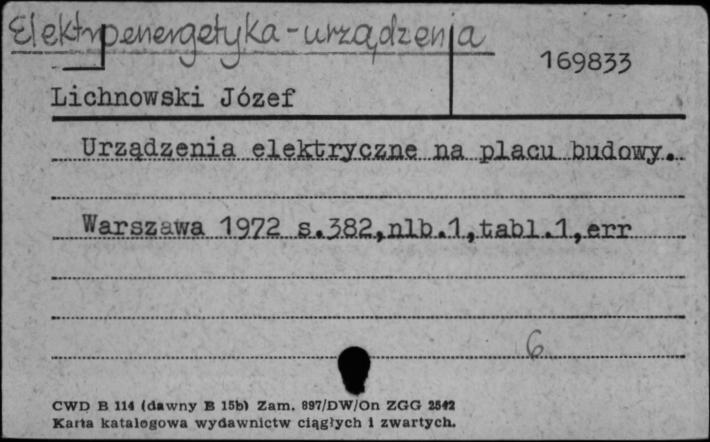 Elektroenergetyka - urządzenia
169833
Lichnowski Józef
Urządzenia elektryczne na placu budowy.
Warszawa 1972 s.382,nlb.1,tabl.1,err
6
CWD B 114 (dawny B 15b) Zam. 897/DW/On ZGG 2542
Karta katalogowa wydawnictw ciągłych i zwartych.